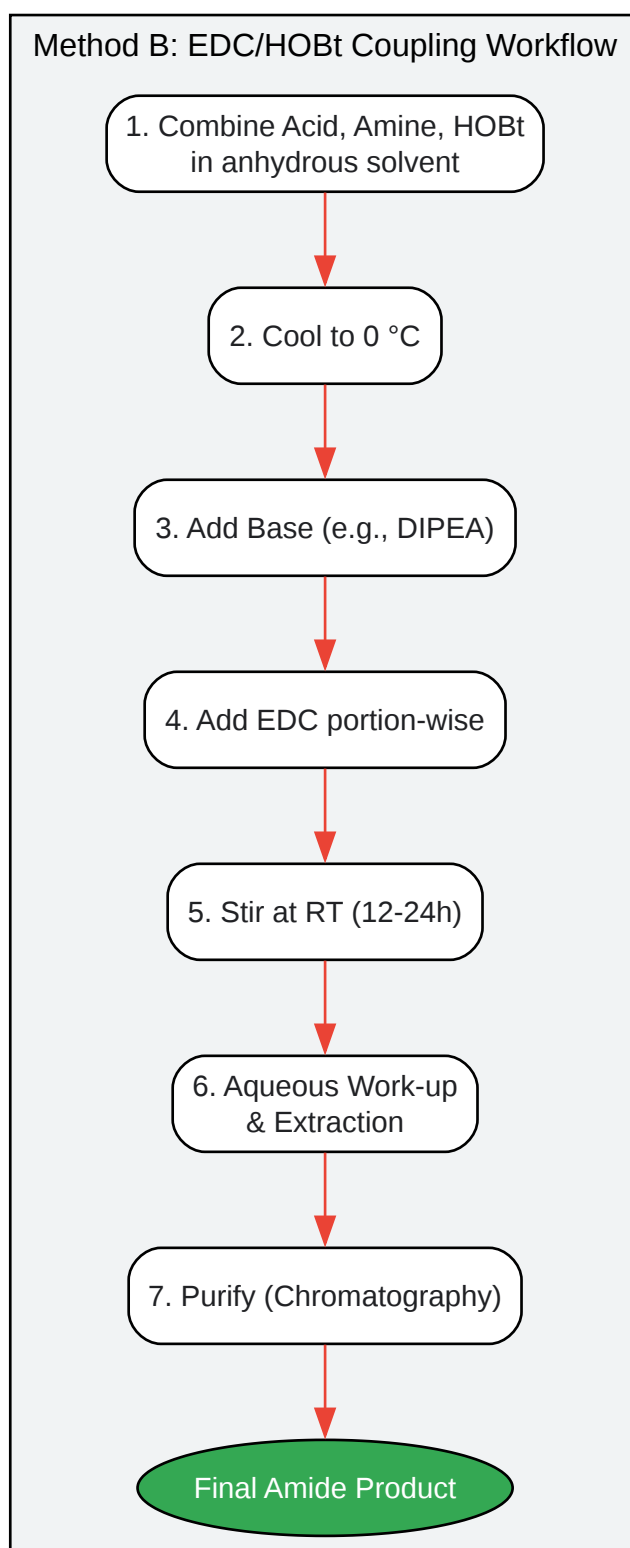 Method B: EDC/HOBt Coupling Workflow
1. Combine Acid, Amine, HOBt
in anhydrous solvent
2. Cool to 0 °C
3. Add Base (e.g., DIPEA)
4. Add EDC portion-wise
5. Stir at RT (12-24h)
6. Aqueous Work-up
& Extraction
7. Purify (Chromatography)
Final Amide Product